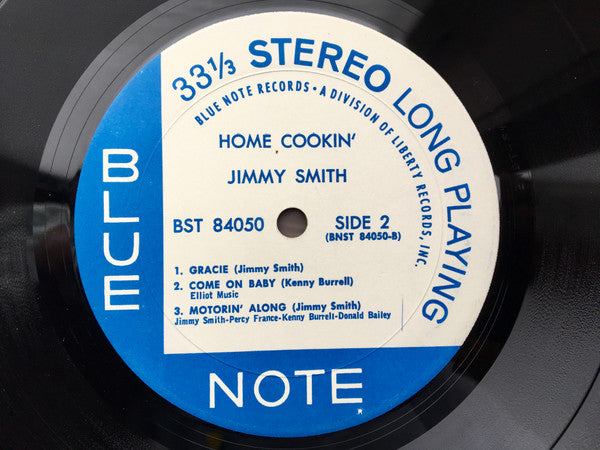 33⅓ STEREO LONG PLAYING
BLUE NOTE RECORDS • A DIVISION OF LIBERTY RECORDS, INC.
HOME COOKIN'
JIMMY SMITH
BST 84050 SIDE 2
(BNST 84050-B)
1. GRACIE (Jimmy Smith)
2. COME ON BABY (Kenny Burrell)
Elliot Music
3. MOTORIN' ALONG (Jimmy Smith)
Jimmy Smith-Percy France-Kenny Burrell-Donald Bailey
BLUE
NOTE